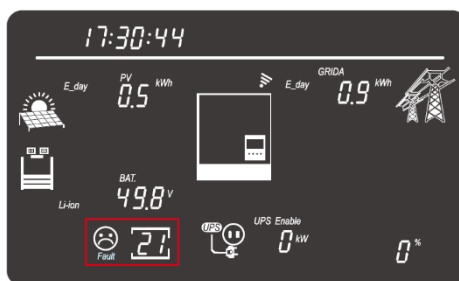 17:30:44
E_day PV 0.5 kWh
E_day GRIDA 0.9 kWh
Li-ion BAT. 49.8 V
Fault 21
UPS UPS Enable 0 kW
0 %